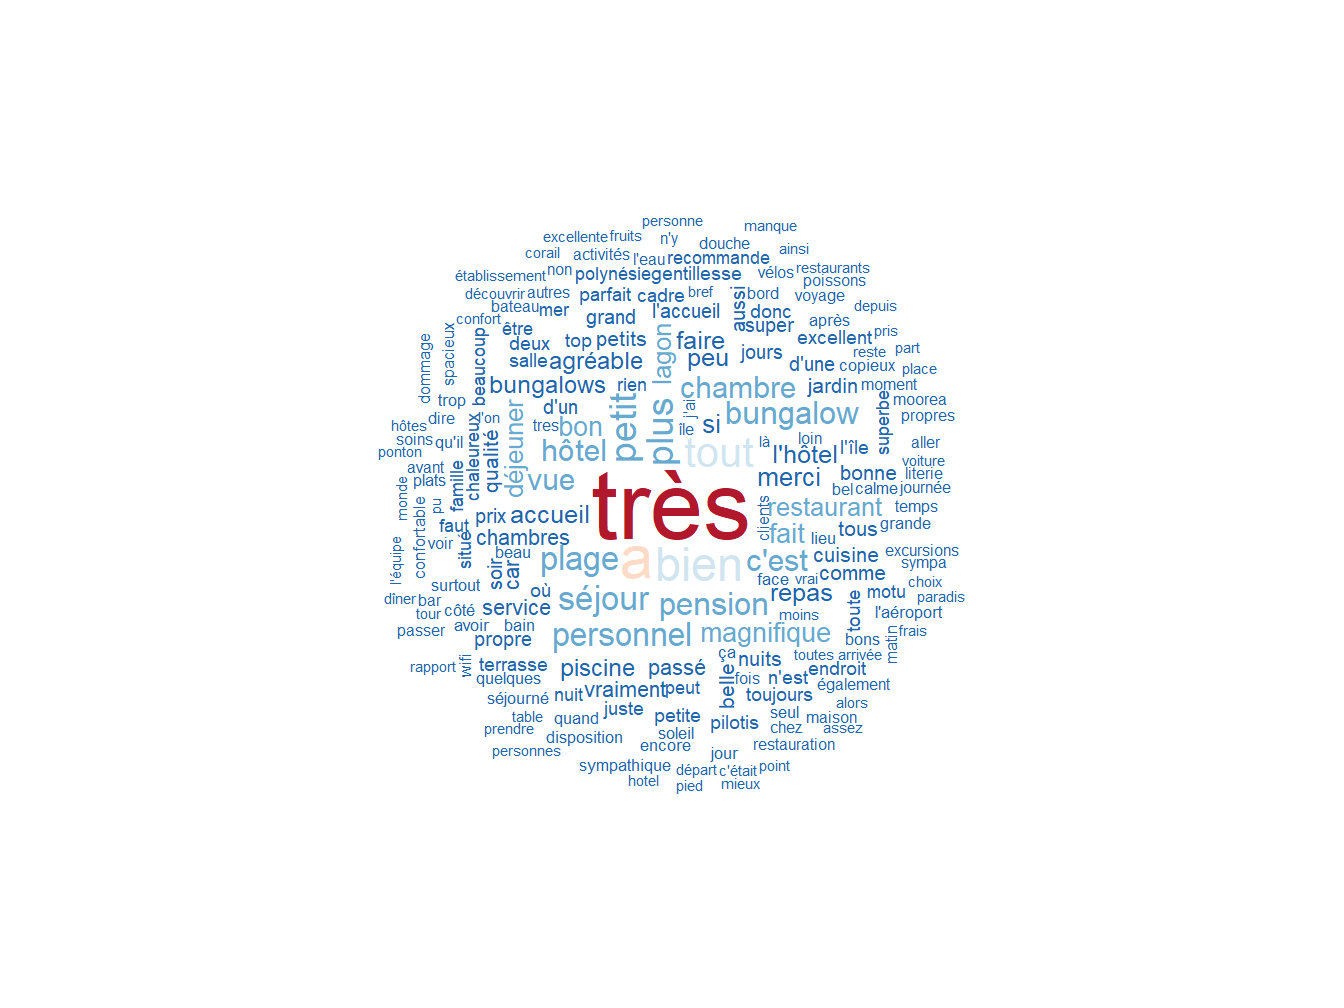 personne
manque
excellente
fruits
n'y
douche
ainsi
corail
activités
l'eau
recommande
établissement
non
polynésie
gentillesse
vélos
restaurants
poissons
découvrir
autres
parfait
cadre
bref
bord
voyage
bateau
mer
l'accueil
aussi
donc
depuis
confort
être
grand
super
après
dommage
spacieux
beaucoup
deux
top
petits
lagon
faire
excellent
pris
salle
agréable
peu
jours
d'une
reste
part
copieux
place
bungalows
rien
chambre
jardin
moment
trop
d'un
petit
plus
j'ai
bungalow
superbe
moorea
propres
hôtes
dire
d'on
tres
bon
île
si
soins
qu'il
chaleureux
qualité
déjeuner
hôtel
tout
là
loin
l'hôtel
l'île
aller
ponton
avant
famille
vue
très
merci
bonne
voiture
literie
plats
bel
calme
journée
monde
confortable
pu
prix
accueil
clients
restaurant
temps
faut
situé
chambres
fait
lieu
tous
grande
l'équipe
voir
beau
plage
a
bien
c'est
cuisine
excursions
sympa
soir
car
face
vrai
comme
surtout
où
séjour
pension
repas
toute
motu
choix
paradis
dîner
bar
tour
côté
service
moins
l'aéroport
passer
avoir
bain
propre
personnel
magnifique
bons
matin
frais
rapport
wifi
terrasse
ça
nuits
toutes
arrivée
quelques
piscine
passé
belle
fois
n'est
endroit
également
séjourné
nuit
vraiment
peut
toujours
alors
table
quand
juste
petite
pilotis
seul
maison
prendre
disposition
soleil
chez
assez
personnes
encore
jour
restauration
sympathique
départ
c'était
point
hotel
pied
mieux